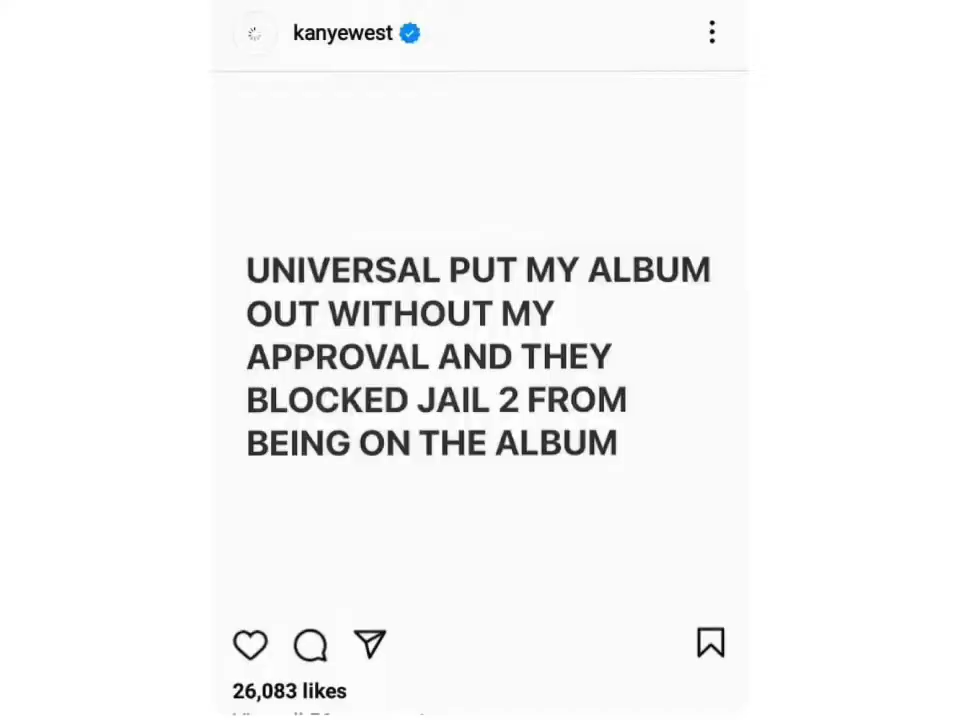 kanyewest
UNIVERSAL PUT MY ALBUM
OUT WITHOUT MY
APPROVAL AND THEY
BLOCKED JAIL 2 FROM
BEING ON THE ALBUM
26,083 likes